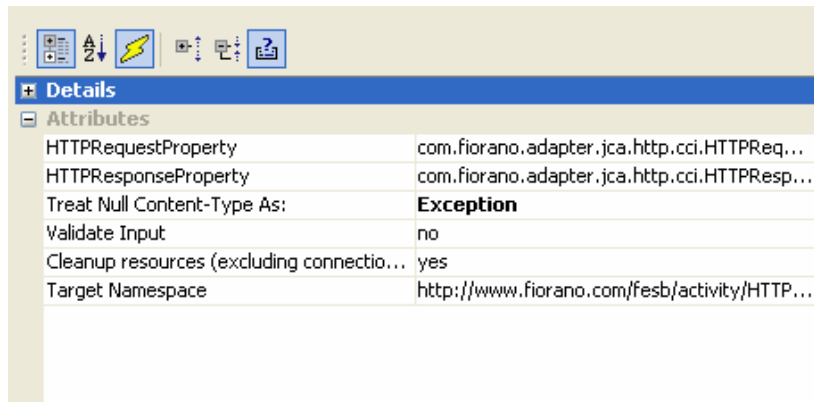 Details
Attributes
HTTPRequestProperty com.fiorano.adapter.jca.http.cci.HTTPReq...
HTTPResponseProperty com.fiorano.adapter.jca.http.cci.HTTPResp...
Treat Null Content-Type As: Exception
Validate Input no
Cleanup resources (excluding connectio... yes
Target Namespace http://www.fiorano.com/fesb/activity/HTTP...